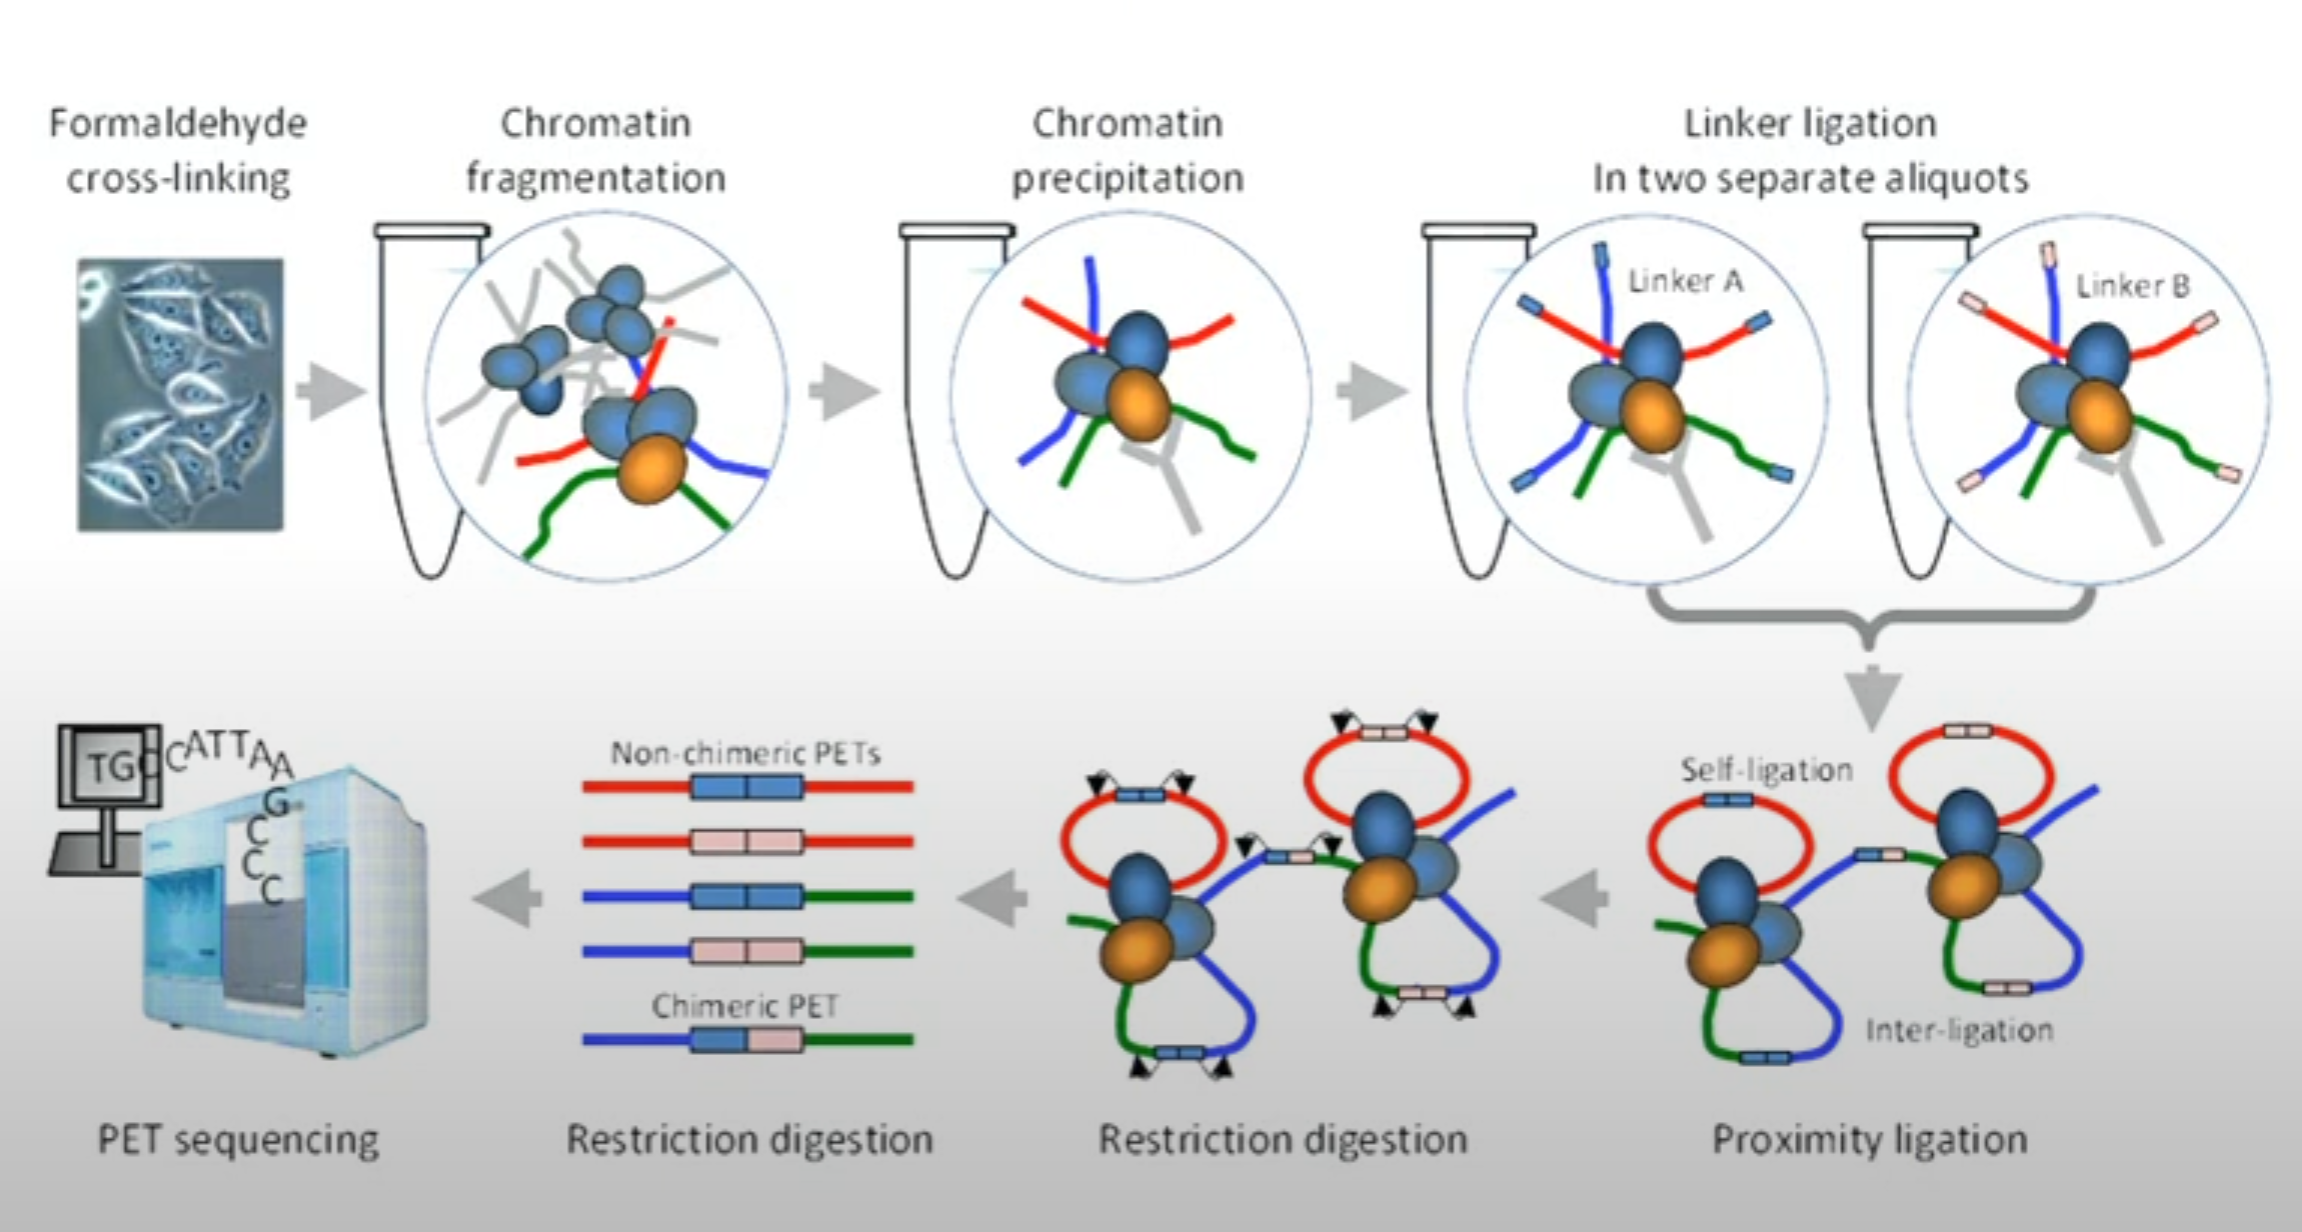 Formaldehyde
cross-linking
Chromatin
fragmentation
Chromatin
precipitation
Linker ligation
In two separate aliquots
Linker A
Linker B
Self-ligation
Inter-ligation
Proximity ligation
Restriction digestion
Non-chimeric PETs
Chimeric PET
Restriction digestion
TGCCATTAAGCCCC
PET sequencing